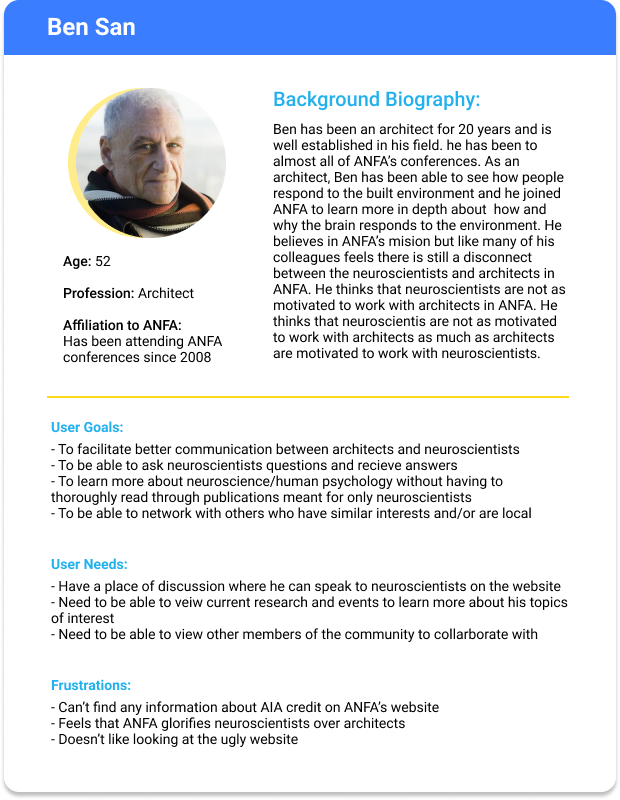 Ben San
Background Biography:
Ben has been an architect for 20 years and is
well established in his field. he has been to
almost all of ANFA's conferences. As an
architect, Ben has been able to see how people
respond to the built environment and he joined
ANFA to learn more in depth about  how and
why the brain responds to the environment. He
believes in ANFA's mision but like many of his
colleagues feels there is still a disconnect
between the neuroscientists and architects in
ANFA. He thinks that neuroscientists are not as
motivated to work with architects in ANFA. He
thinks that neuroscientis are not as motivated
to work with architects as much as architects
are motivated to work with neuroscientists.
Age: 52
Profession: Architect
Affiliation to ANFA:
Has been attending ANFA
conferences since 2008
User Goals:
- To facilitate better communication between architects and neuroscientists
- To be able to ask neuroscientists questions and recieve answers
- To learn more about neuroscience/human psychology without having to
thoroughly read through publications meant for only neuroscientists
- To be able to network with others who have similar interests and/or are local
User Needs:
- Have a place of discussion where he can speak to neuroscientists on the website
- Need to be able to veiw current research and events to learn more about his topics
of interest
- Need to be able to view other members of the community to collarborate with
Frustrations:
- Can't find any information about AIA credit on ANFA's website
- Feels that ANFA glorifies neuroscientists over architects
- Doesn't like looking at the ugly website